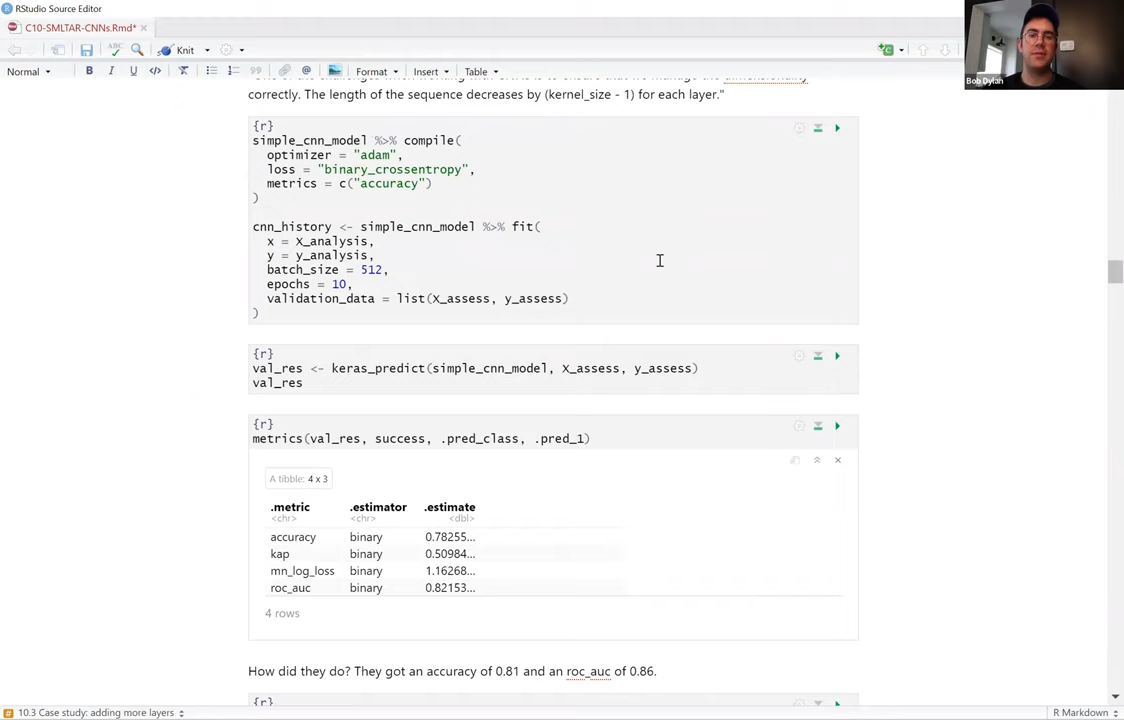 RStudio Source Editor
C10-SMLTAR-CNNs.Rmd*
ABC
Knit
Normal
B I U
Format
Insert
Table
Bob Dylan
correctly. The length of the sequence decreases by (kernel_size - 1) for each layer."
{r}
simple_cnn_model %>% compile(
optimizer = "adam",
loss = "binary_crossentropy",
metrics = c("accuracy")
)
cnn_history <- simple_cnn_model %>% fit(
x = X_analysis,
y = y_analysis,
batch_size = 512,
epochs = 10,
validation_data = list(X_assess, y_assess)
)
{r}
val_res <- keras_predict(simple_cnn_model, X_assess, y_assess)
val_res
{r}
metrics(val_res, success, .pred_class, .pred_1)
A tibble: 4 x 3
.metric .estimator .estimate
<chr> <chr> <dbl>
accuracy binary 0.78255...
kap binary 0.50984...
mn_log_loss binary 1.16268...
roc_auc binary 0.82153...
4 rows
How did they do? They got an accuracy of 0.81 and an roc_auc of 0.86.
{r}
# 10.3 Case study: adding more layers
R Markdown